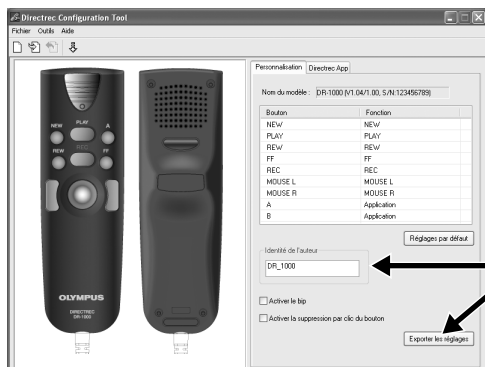 Directrec Configuration Tool
Fichier Outils Aide
Personnalisation Directrec App
Nom du modèle : DR-1000 (V1.04/1.00, S/N:123456789)
Bouton Fonction
NEW NEW
PLAY PLAY
REW REW
FF FF
REC REC
MOUSE L MOUSE L
MOUSE R MOUSE R
A Application
B Application
Réglages par défaut
Identité de l'auteur
DR_1000
Activer le bip
Activer la suppression par clic du bouton
Exporter les réglages
NEW PLAY A
REW REC FF
OLYMPUS
DIRECTREC
DR-1000